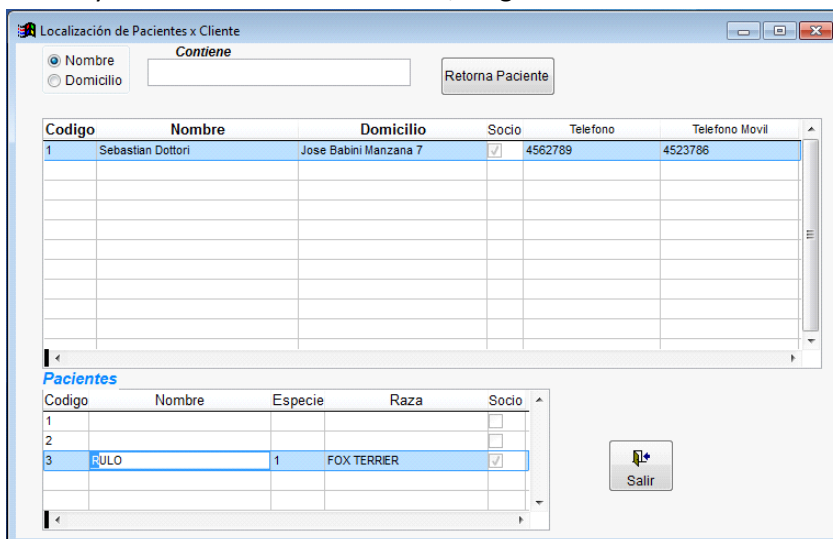 Localización de Pacientes x Cliente
Nombre
Contiene
Domicilio
Retorna Paciente
Codigo Nombre Domicilio Socio Telefono Telefono Movil
1 Sebastian Dottori Jose Babini Manzana 7 4562789 4523786
Pacientes
Codigo Nombre Especie Raza Socio
1
2
3 RULO 1 FOX TERRIER
Salir